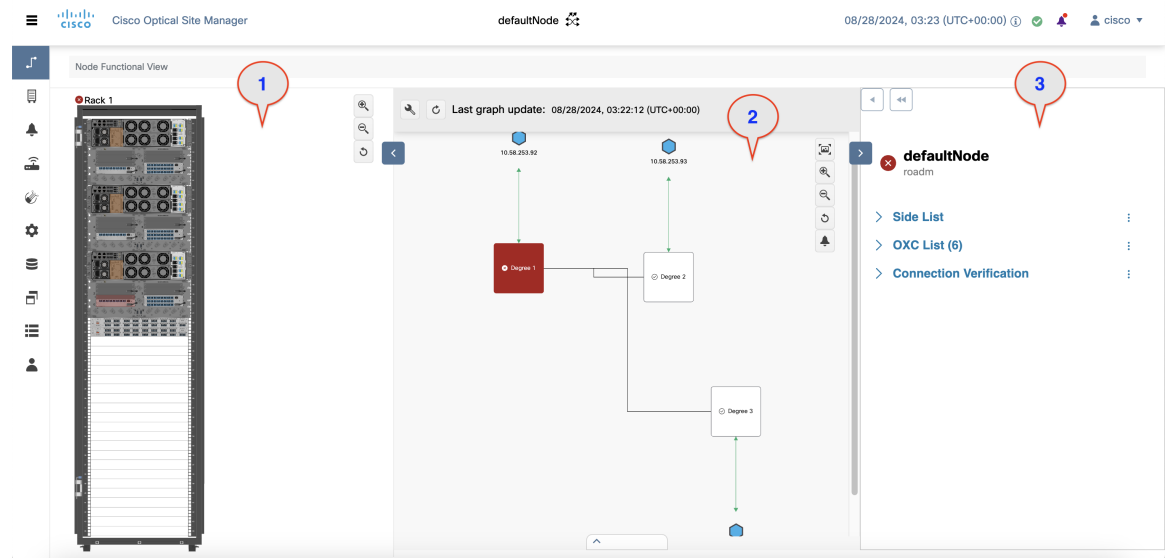 cisco
Cisco Optical Site Manager
defaultNode
08/28/2024, 03:23 (UTC+00:00)
cisco
Node Functional View
1
2
3
Rack 1
Last graph update: 08/28/2024, 03:22:12 (UTC+00:00)
10.58.253.92
10.58.253.93
Degree 1
Degree 2
Degree 3
defaultNode
roadm
Side List
OXC List (6)
Connection Verification